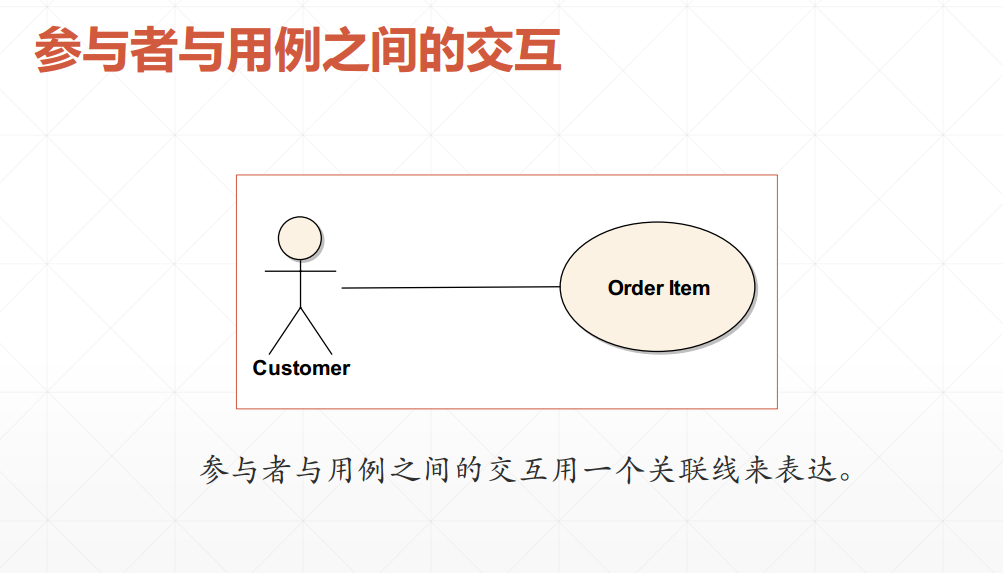 参与者与用例之间的交互
Order Item
Customer
参与者与用例之间的交互用一个关联线来表达。